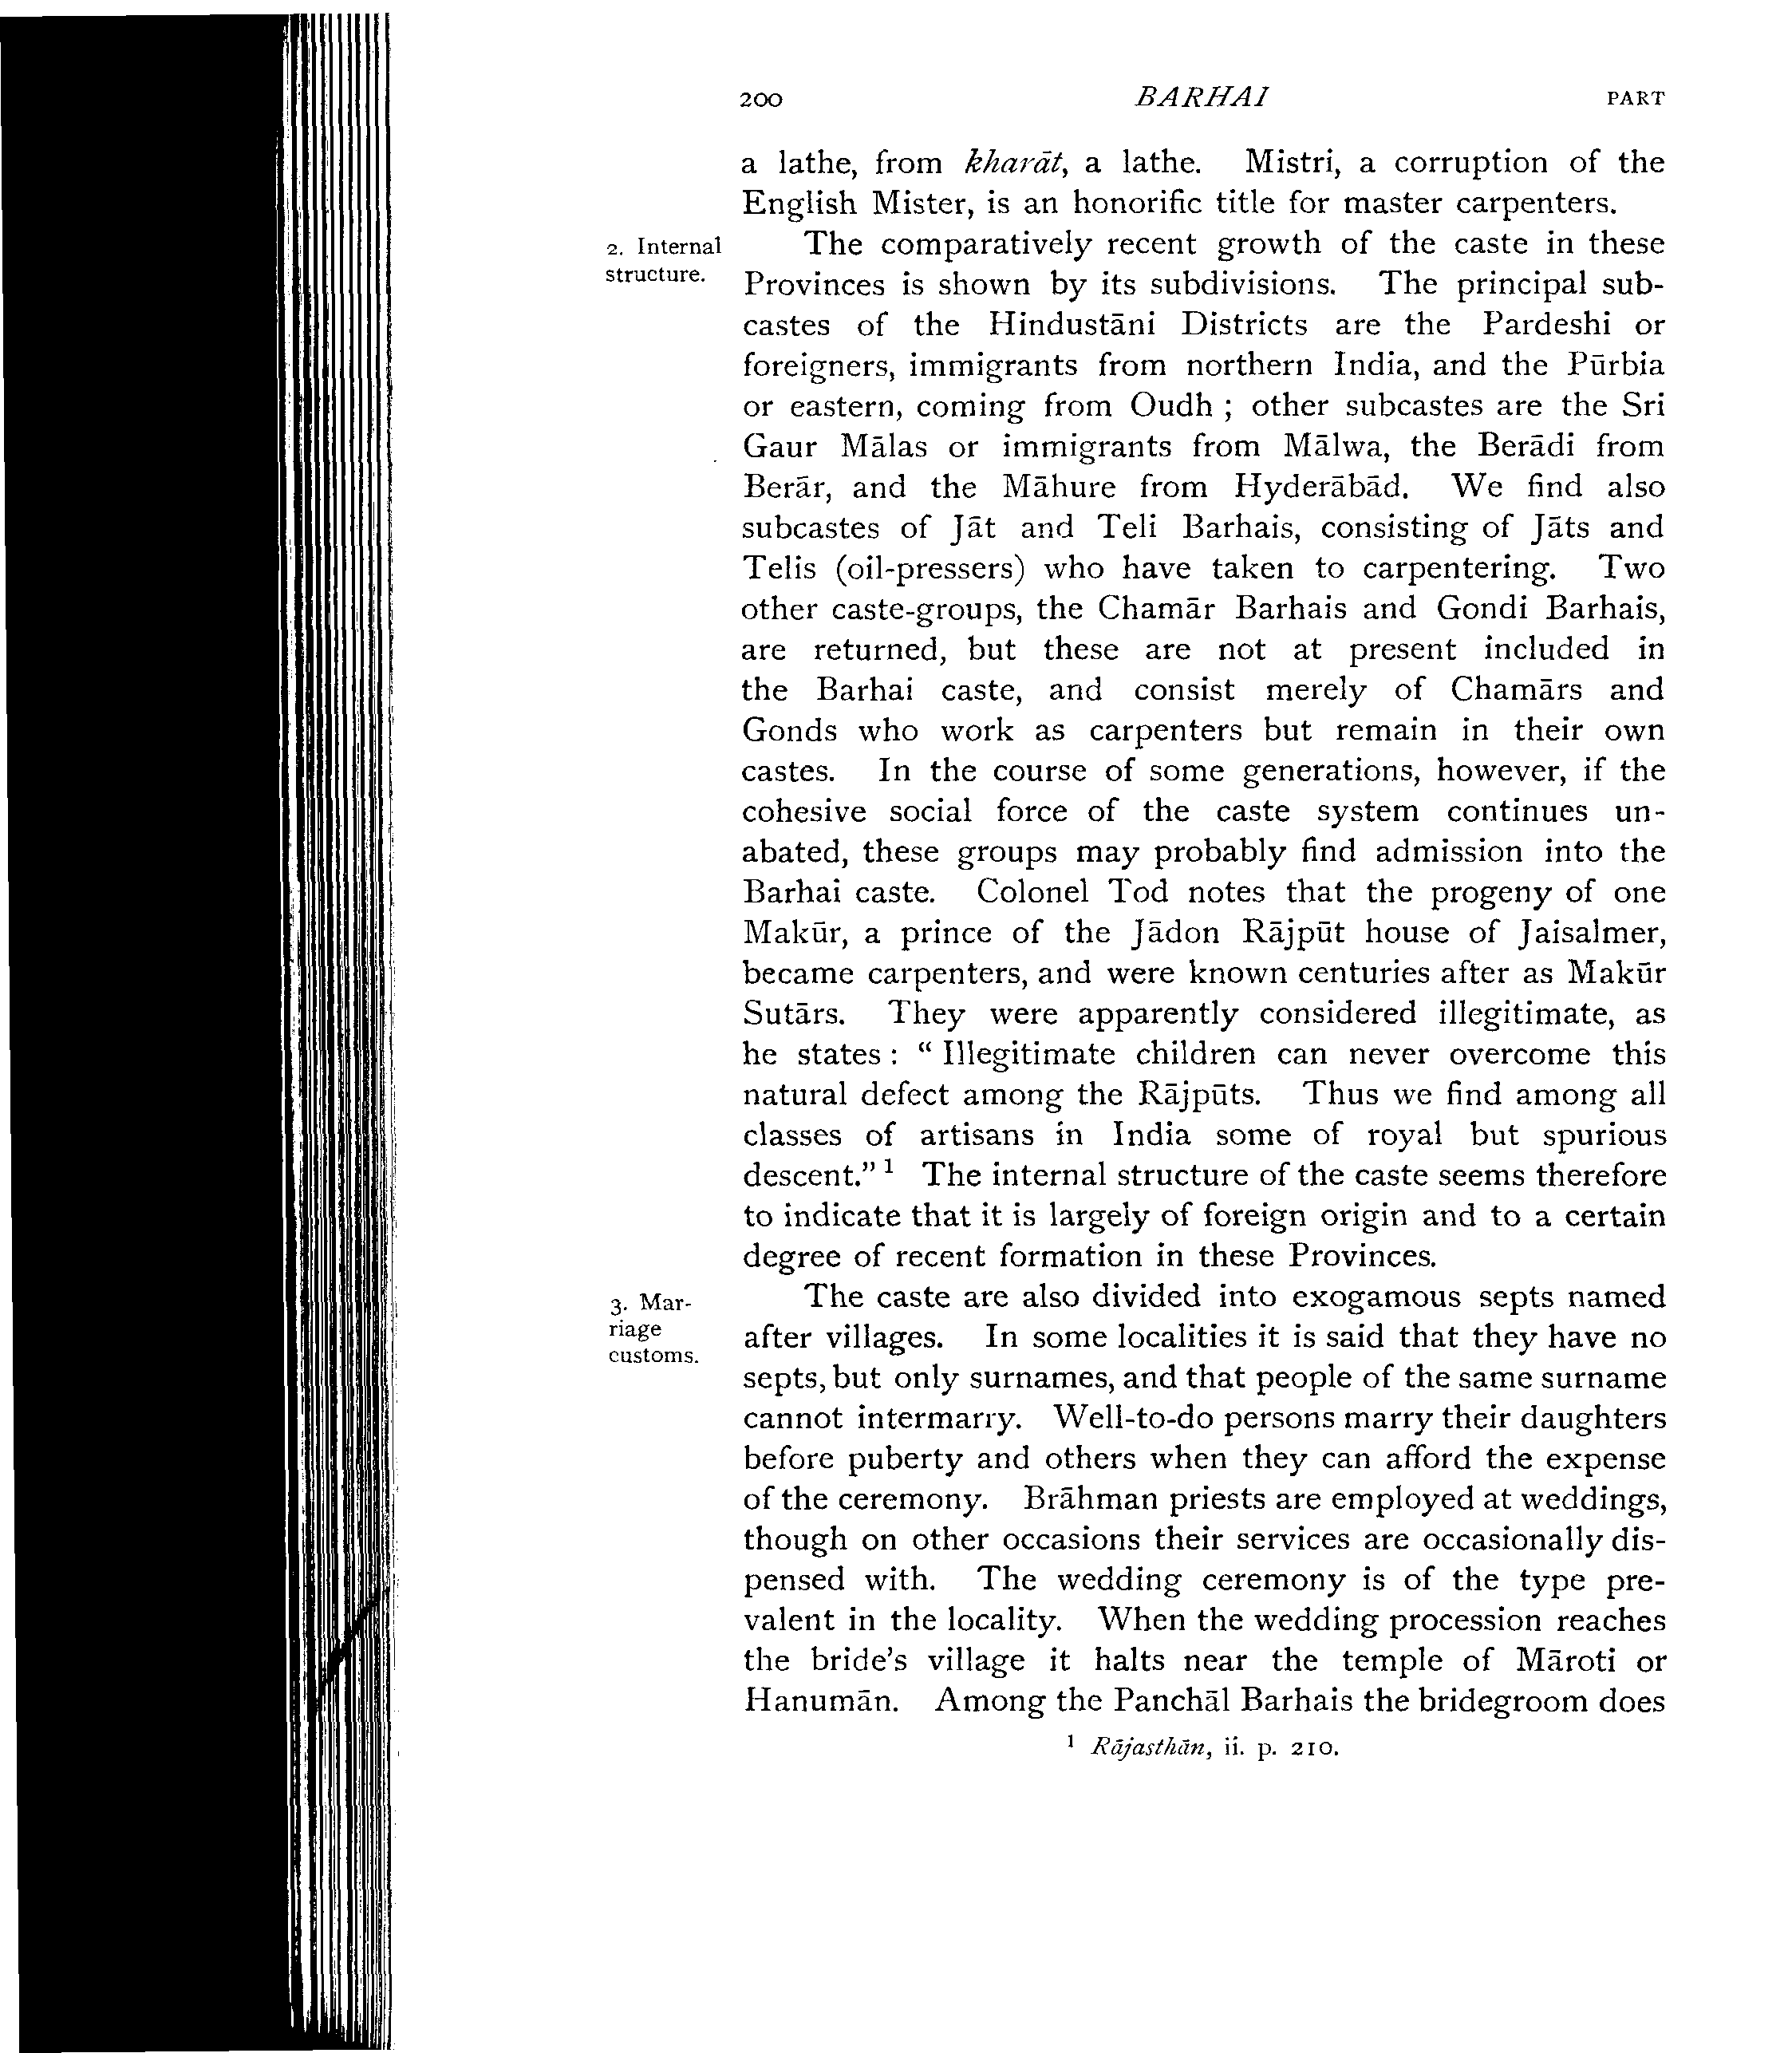 200 BARHAI PART
a lathe, from kharāt, a lathe. Mistri, a corruption of the
English Mister, is an honorific title for master carpenters.
2. Internal
structure.
The comparatively recent growth of the caste in these
Provinces is shown by its subdivisions. The principal sub-
castes of the Hindustāni Districts are the Pardeshi or
foreigners, immigrants from northern India, and the Pūrbia
or eastern, coming from Oudh ; other subcastes are the Sri
Gaur Mālas or immigrants from Mālwa, the Berādi from
Berār, and the Māhure from Hyderābād. We find also
subcastes of Jāt and Teli Barhais, consisting of Jāts and
Telis (oil-pressers) who have taken to carpentering. Two
other caste-groups, the Chamār Barhais and Gondi Barhais,
are returned, but these are not at present included in
the Barhai caste, and consist merely of Chamārs and
Gonds who work as carpenters but remain in their own
castes. In the course of some generations, however, if the
cohesive social force of the caste system continues un-
abated, these groups may probably find admission into the
Barhai caste. Colonel Tod notes that the progeny of one
Makūr, a prince of the Jādon Rājpūt house of Jaisalmer,
became carpenters, and were known centuries after as Makūr
Sutārs. They were apparently considered illegitimate, as
he states : “ Illegitimate children can never overcome this
natural defect among the Rājpūts. Thus we find among all
classes of artisans in India some of royal but spurious
descent.” 1 The internal structure of the caste seems therefore
to indicate that it is largely of foreign origin and to a certain
degree of recent formation in these Provinces.
3. Mar-
riage
customs.
The caste are also divided into exogamous septs named
after villages. In some localities it is said that they have no
septs, but only surnames, and that people of the same surname
cannot intermarry. Well-to-do persons marry their daughters
before puberty and others when they can afford the expense
of the ceremony. Brāhman priests are employed at weddings,
though on other occasions their services are occasionally dis-
pensed with. The wedding ceremony is of the type pre-
valent in the locality. When the wedding procession reaches
the bride’s village it halts near the temple of Māroti or
Hanumān. Among the Panchāl Barhais the bridegroom does
1 Rājasthān, ii. p. 210.